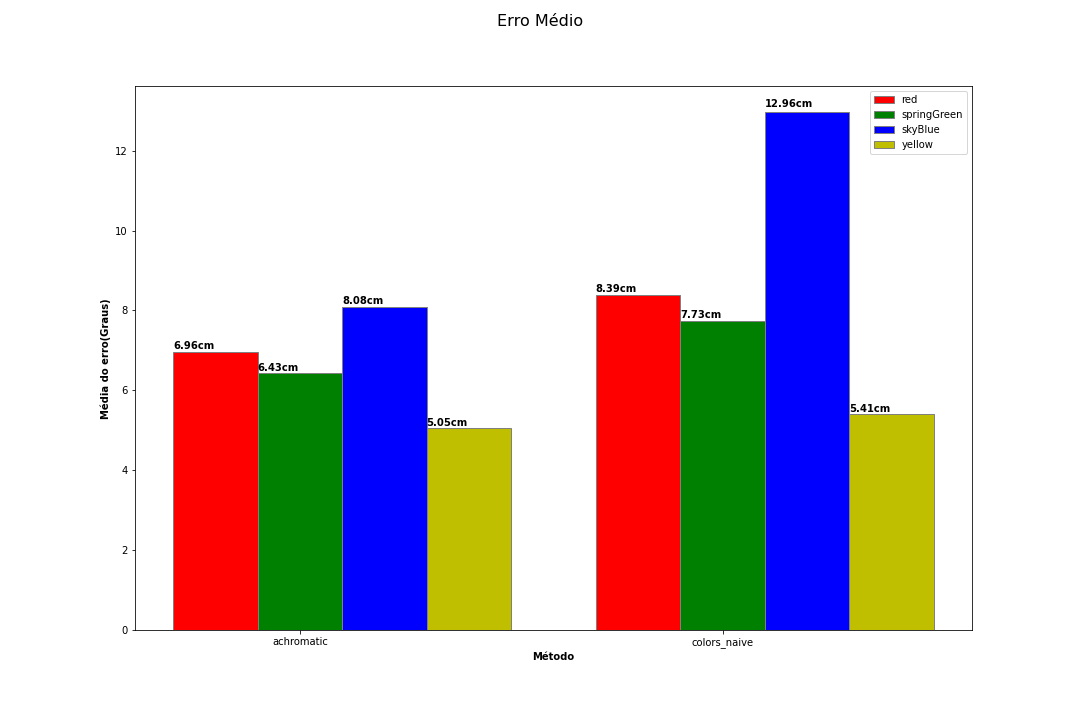 Erro Médio
12.96cm
red
springGreen
skyBlue
yellow
12
10
8
6
4
2
0
Média do erro(Graus)
6.96cm
6.43cm
8.08cm
5.05cm
8.39cm
7.73cm
5.41cm
achromatic
colors_naive
Método